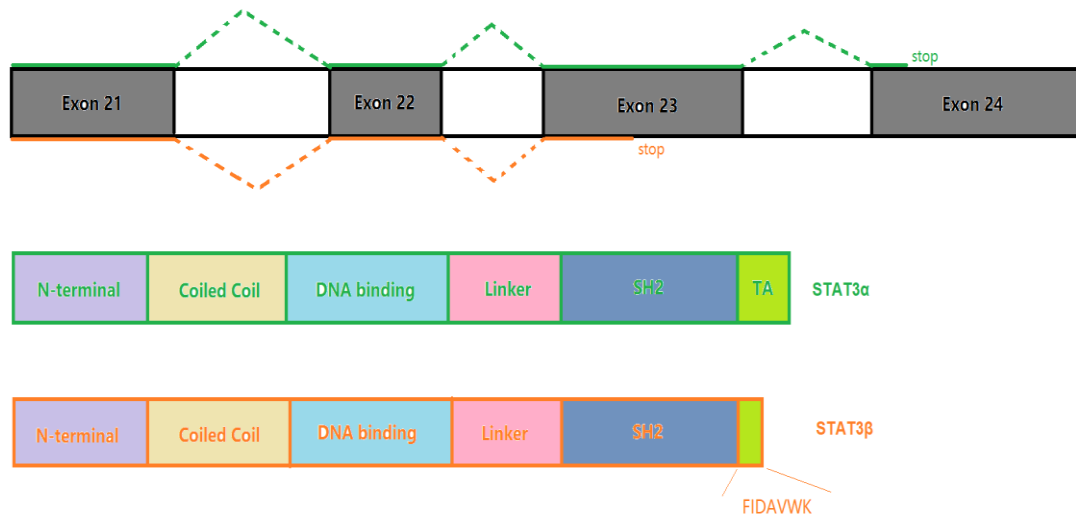 stop
Exon 21
Exon 22
Exon 23
Exon 24
stop
N-terminal
Coiled Coil
DNA binding
Linker
SH2
TA
STAT3α
N-terminal
Coiled Coil
DNA binding
Linker
SH2
STAT3β
FIDAVWK